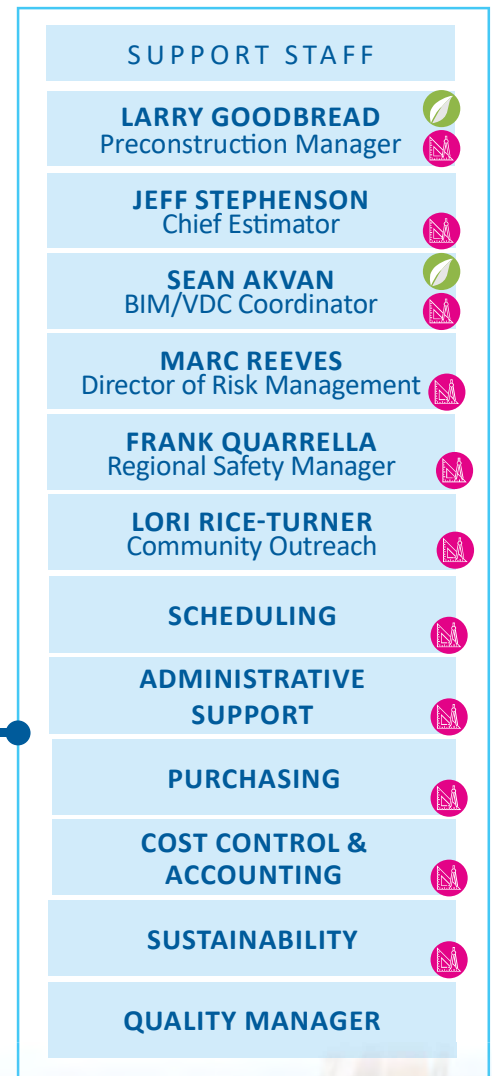 SUPPORT STAFF
LARRY GOODBREAD
Preconstruction Manager
JEFF STEPHENSON
Chief Estimator
SEAN AKVAN
BIM/VDC Coordinator
MARC REEVES
Director of Risk Management
FRANK QUARRELLA
Regional Safety Manager
LORI RICE-TURNER
Community Outreach
SCHEDULING
ADMINISTRATIVE
SUPPORT
PURCHASING
COST CONTROL &
ACCOUNTING
SUSTAINABILITY
QUALITY MANAGER